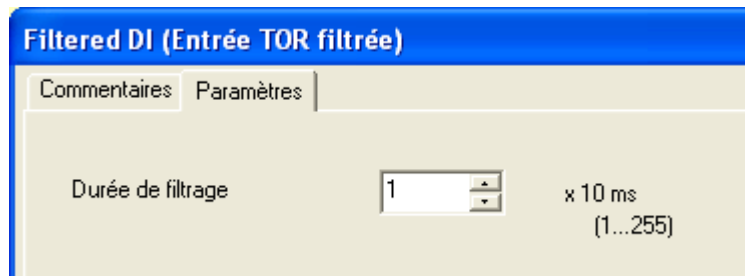 Filtered DI (Entrée TOR filtrée)
Commentaires Paramètres
Durée de filtrage 1 x 10 ms
(1...255)